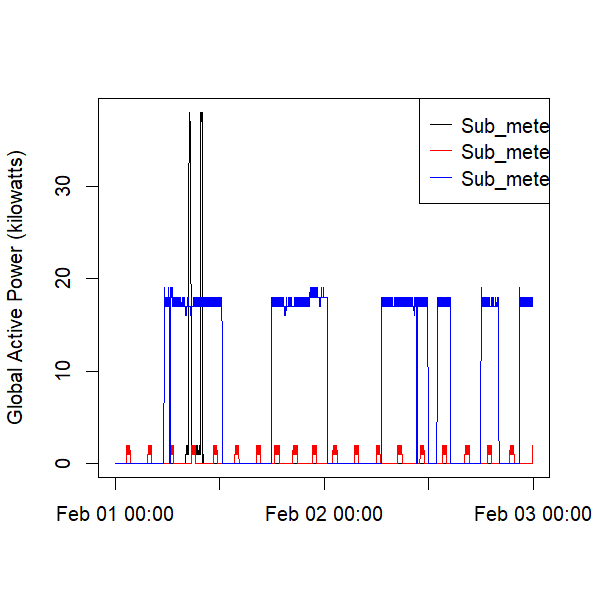 Sub_mete
Sub_mete
Sub_mete
Global Active Power (kilowatts)
30
20
10
0
Feb 01 00:00
Feb 02 00:00
Feb 03 00:00